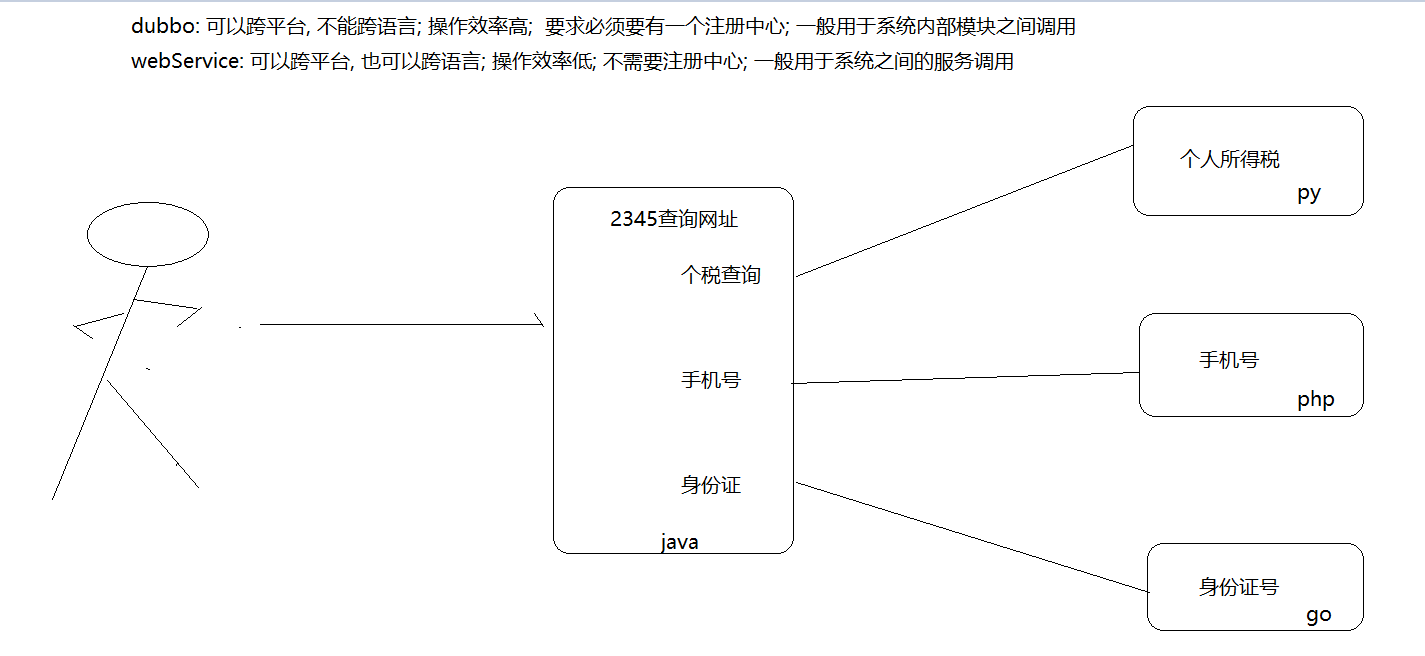 dubbo: 可以跨平台, 不能跨语言; 操作效率高;  要求必须要有一个注册中心; 一般用于系统内部模块之间调用
webService: 可以跨平台, 也可以跨语言; 操作效率低; 不需要注册中心; 一般用于系统之间的服务调用
2345查询网址
个税查询
手机号
身份证
java
个人所得税
py
手机号
php
身份证号
go